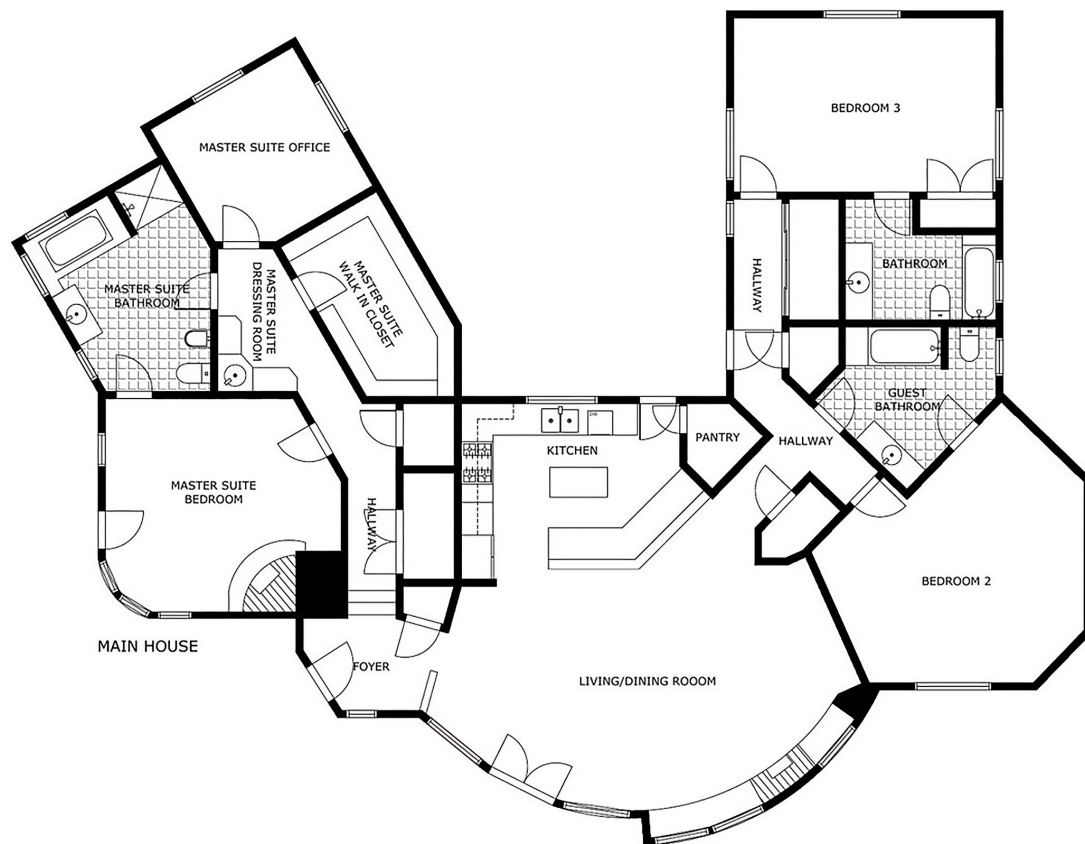 BEDROOM 3
MASTER SUITE OFFICE
BATHROOM
HALLWAY
MASTER SUITE
DRESSING ROOM
MASTER SUITE
WALK IN CLOSET
MASTER SUITE
BATHROOM
GUEST
BATHROOM
DW
PANTRY
HALLWAY
KITCHEN
MASTER SUITE
BEDROOM
HALLWAY
BEDROOM 2
MAIN HOUSE
FOYER
LIVING/DINING ROOOM